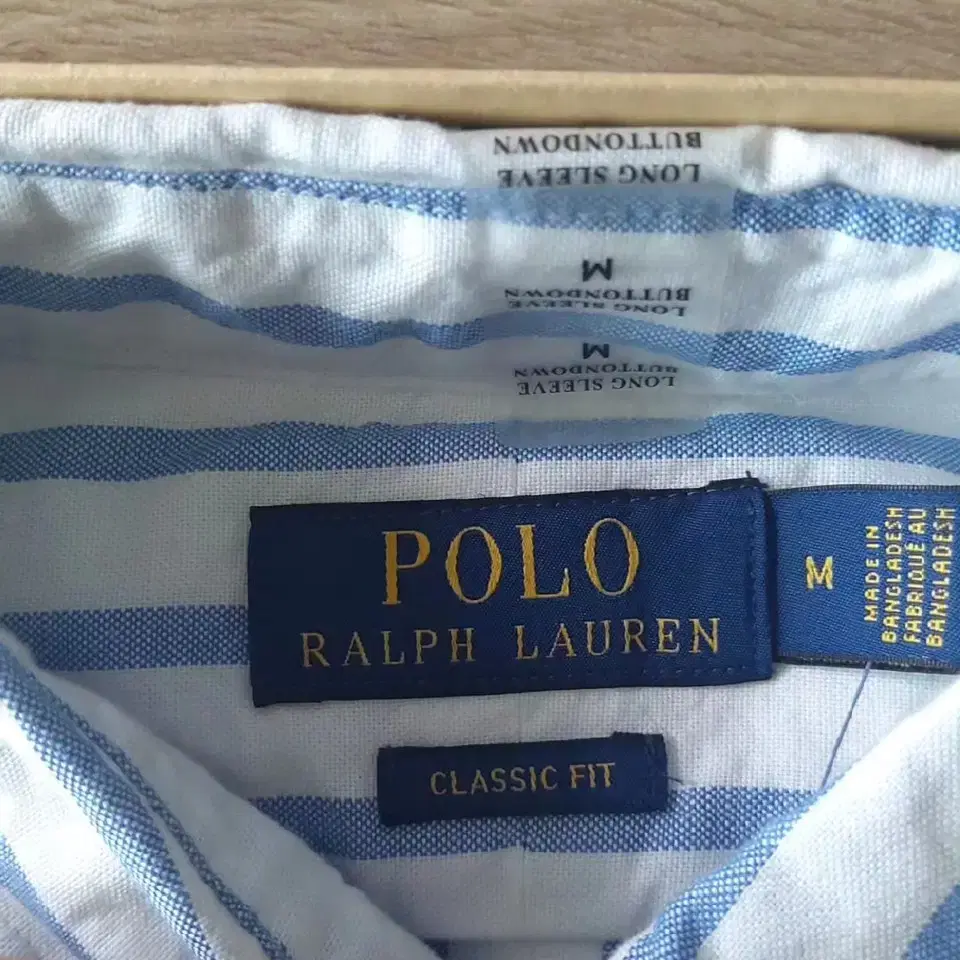 BUTTONDOWN
LONG SLEEVE
M
BUTTONDOWN
LONG SLEEVE
M
BUTTONDOWN
LONG SLEEVE
POLO
RALPH LAUREN
M
MADE IN
BANGLADESH
FABRIQUÉ AU
BANGLADESH
CLASSIC FIT